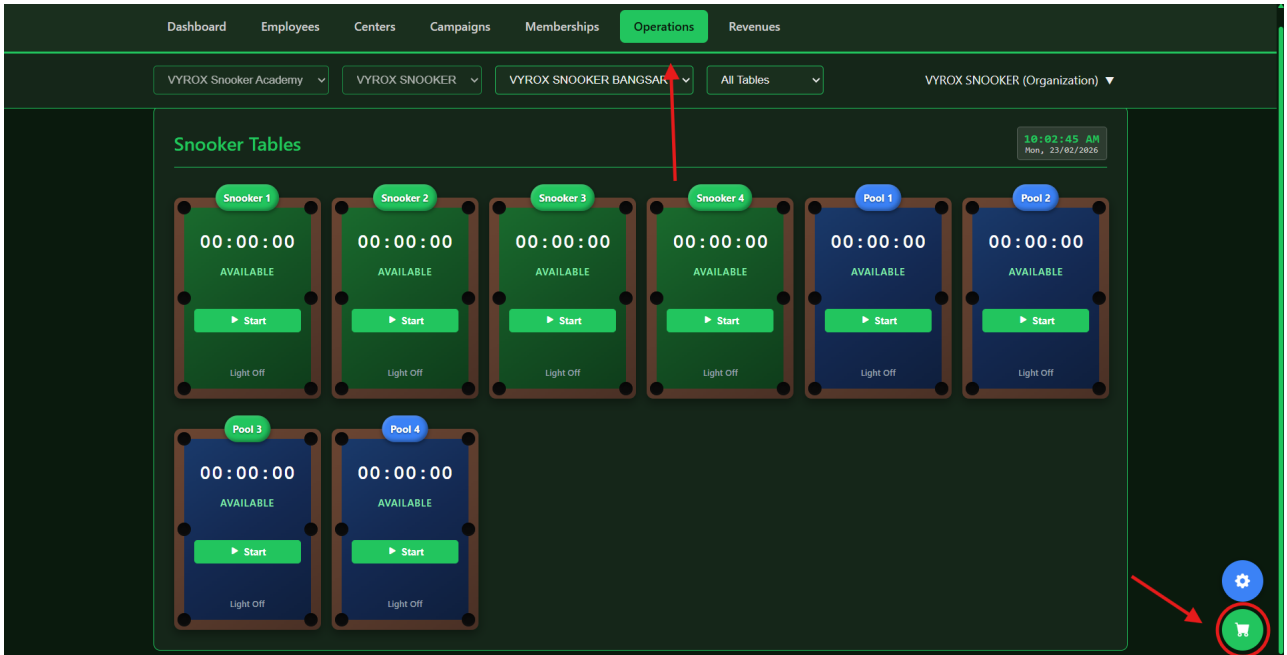 Dashboard Employees Centers Campaigns Memberships Operations Revenues
VYROX Snooker Academy VYROX SNOOKER VYROX SNOOKER BANGSAR All Tables VYROX SNOOKER (Organization) ▼
Snooker Tables
10:02:45 AM
Mon, 23/02/2026
Snooker 1 Snooker 2 Snooker 3 Snooker 4 Pool 1 Pool 2
00:00:00 00:00:00 00:00:00 00:00:00 00:00:00 00:00:00
AVAILABLE AVAILABLE AVAILABLE AVAILABLE AVAILABLE AVAILABLE
Start Start Start Start Start Start
Light Off Light Off Light Off Light Off Light Off Light Off
Pool 3 Pool 4
00:00:00 00:00:00
AVAILABLE AVAILABLE
Start Start
Light Off Light Off